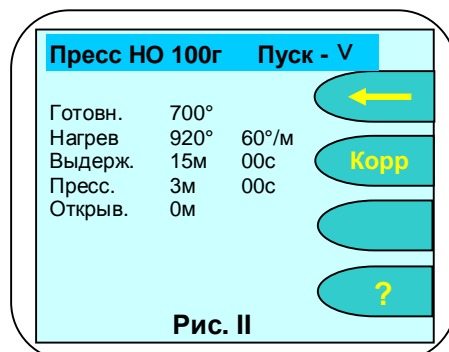 Пресс НО 100г Пуск - V
Готовн. 700°
Нагрев 920° 60°/м
Выдерж. 15м 00с
Корр
Пресс. 3м 00с
Открыв. 0м
?
Рис. II